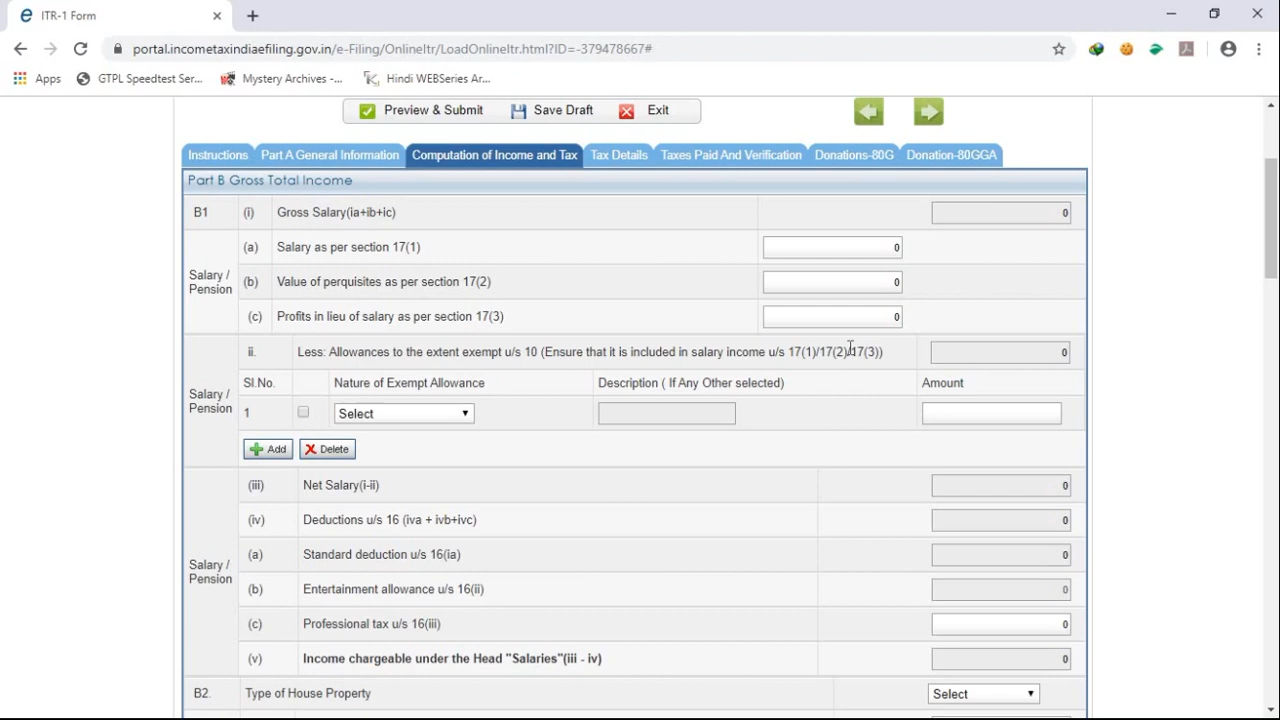 ITR-1 Form
portal.incometaxindiaefiling.gov.in/e-Filing/OnlineItr/LoadOnlineItr.html?ID=-379478667#
Apps GTPL Speedtest Ser... Mystery Archives -... Hindi WEBSeries Ar...
Preview & Submit Save Draft Exit
Instructions Part A General Information Computation of Income and Tax Tax Details Taxes Paid And Verification Donations-80G Donation-80GGA
Part B Gross Total Income
B1 (i) Gross Salary(ia+ib+ic) 0
Salary / Pension
(a) Salary as per section 17(1) 0
(b) Value of perquisites as per section 17(2) 0
(c) Profits in lieu of salary as per section 17(3) 0
Salary / Pension
ii. Less: Allowances to the extent exempt u/s 10 (Ensure that it is included in salary income u/s 17(1)/17(2)/17(3)) 0
Sl.No. Nature of Exempt Allowance Description ( If Any Other selected) Amount
1 Select
Add Delete
Salary / Pension
(iii) Net Salary(i-ii) 0
(iv) Deductions u/s 16 (iva + ivb+ivc) 0
(a) Standard deduction u/s 16(ia) 0
(b) Entertainment allowance u/s 16(ii) 0
(c) Professional tax u/s 16(iii) 0
(v) Income chargeable under the Head "Salaries"(iii - iv) 0
B2. Type of House Property Select